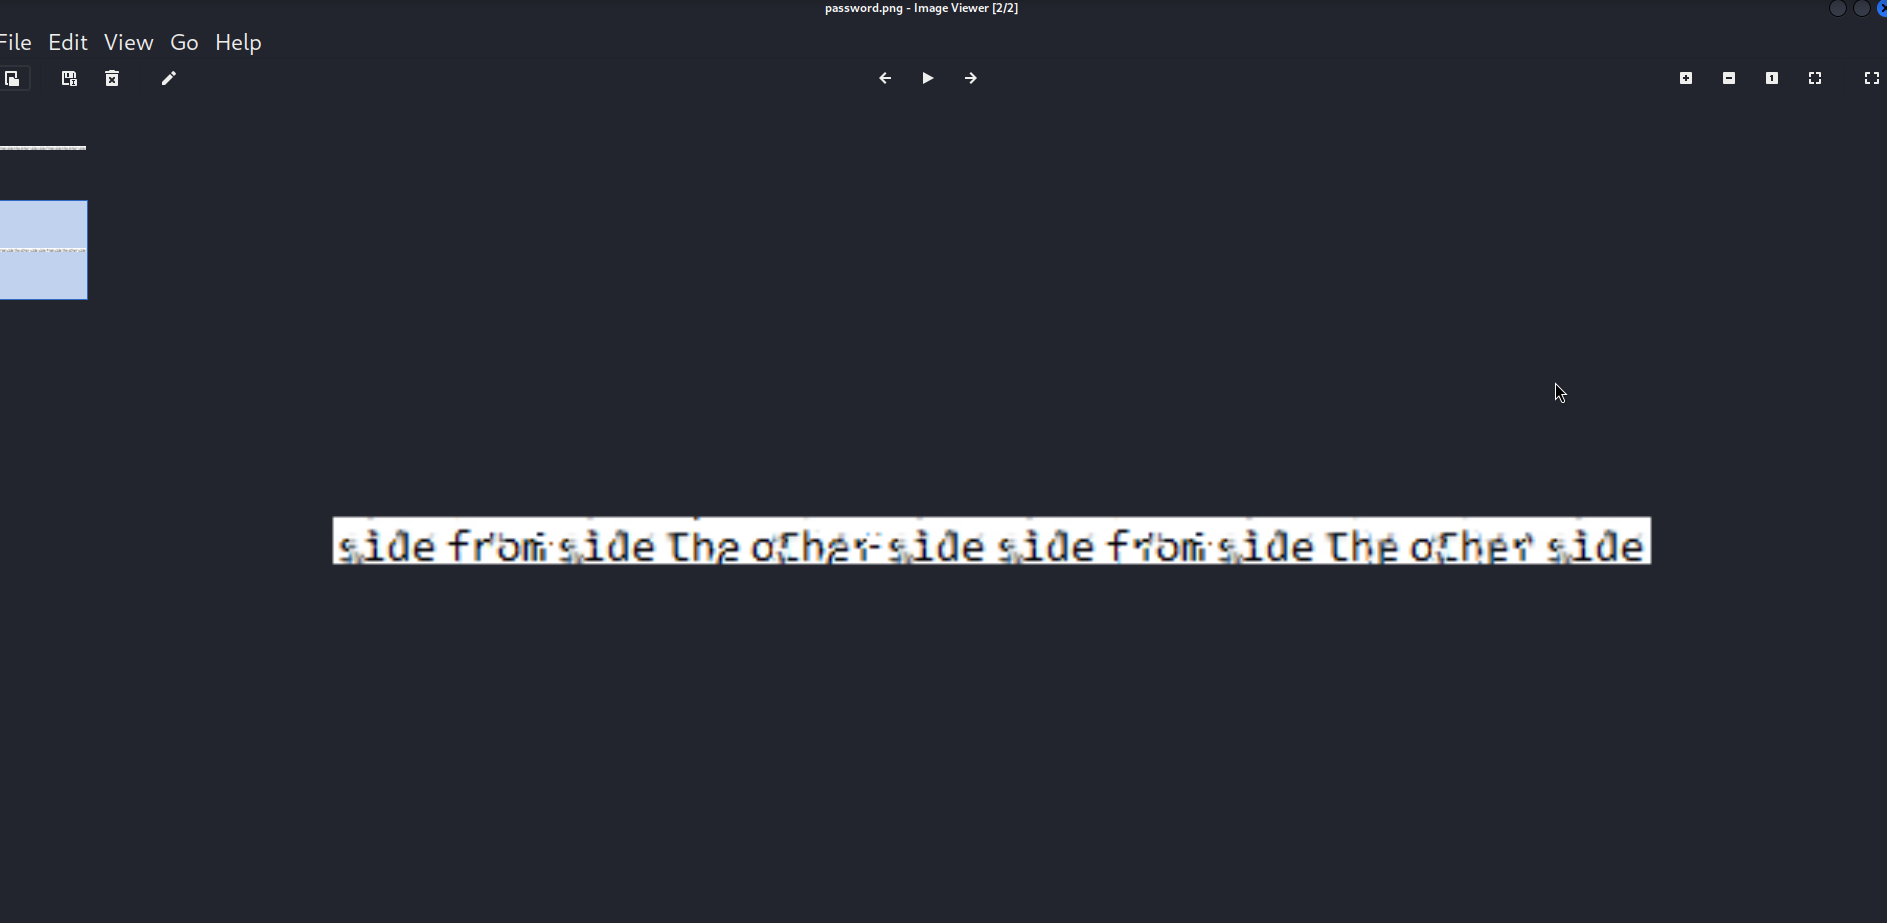 password.png - Image Viewer [2/2]
File Edit View Go Help
side from side the other side side from side the other side